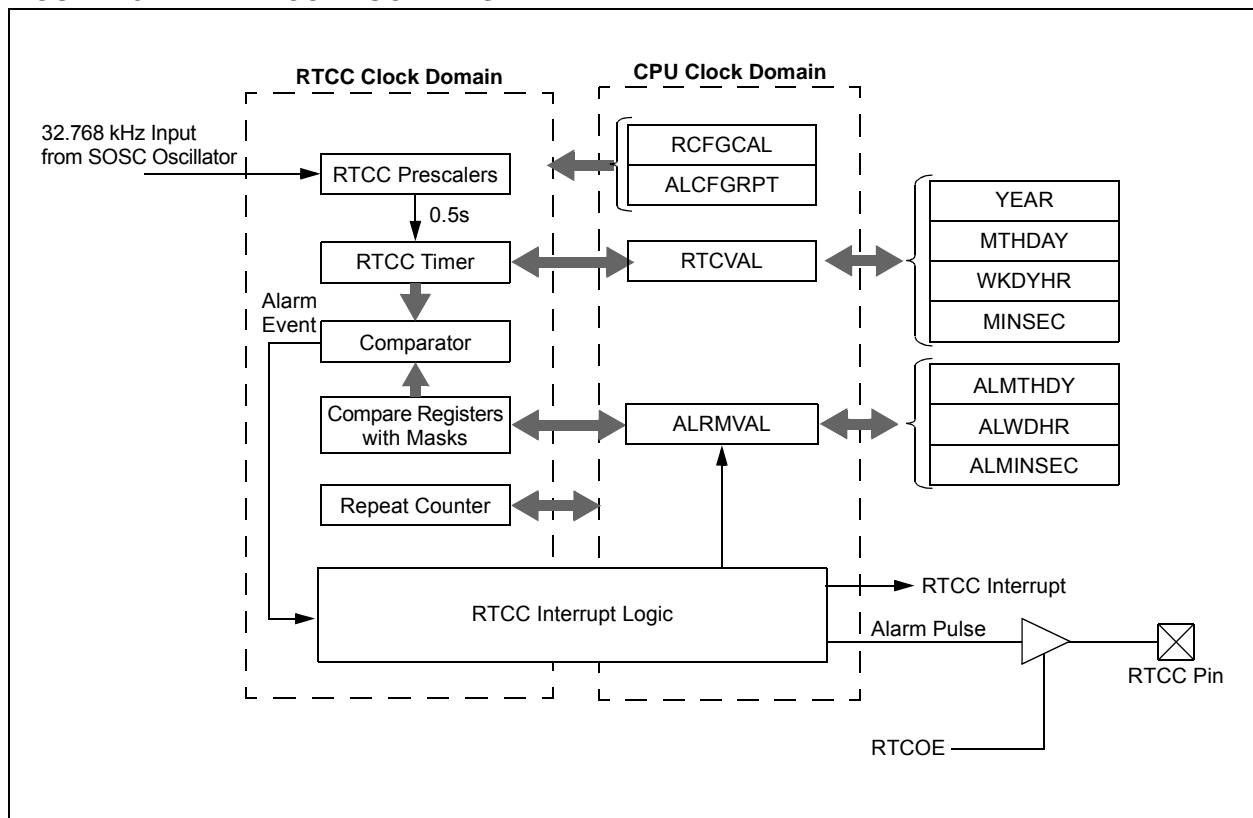 RTCC Clock Domain
CPU Clock Domain
32.768 kHz Input
from SOSC Oscillator
RTCC Prescalers
0.5s
RTCC Timer
Alarm
Event
Comparator
Compare Registers
with Masks
Repeat Counter
RCFGCAL
ALCFGRPT
RTCVAL
ALRMVAL
YEAR
MTHDAY
WKDYHR
MINSEC
ALMTHDY
ALWDHR
ALMINSEC
RTCC Interrupt Logic
RTCC Interrupt
Alarm Pulse
RTCC Pin
RTCOE